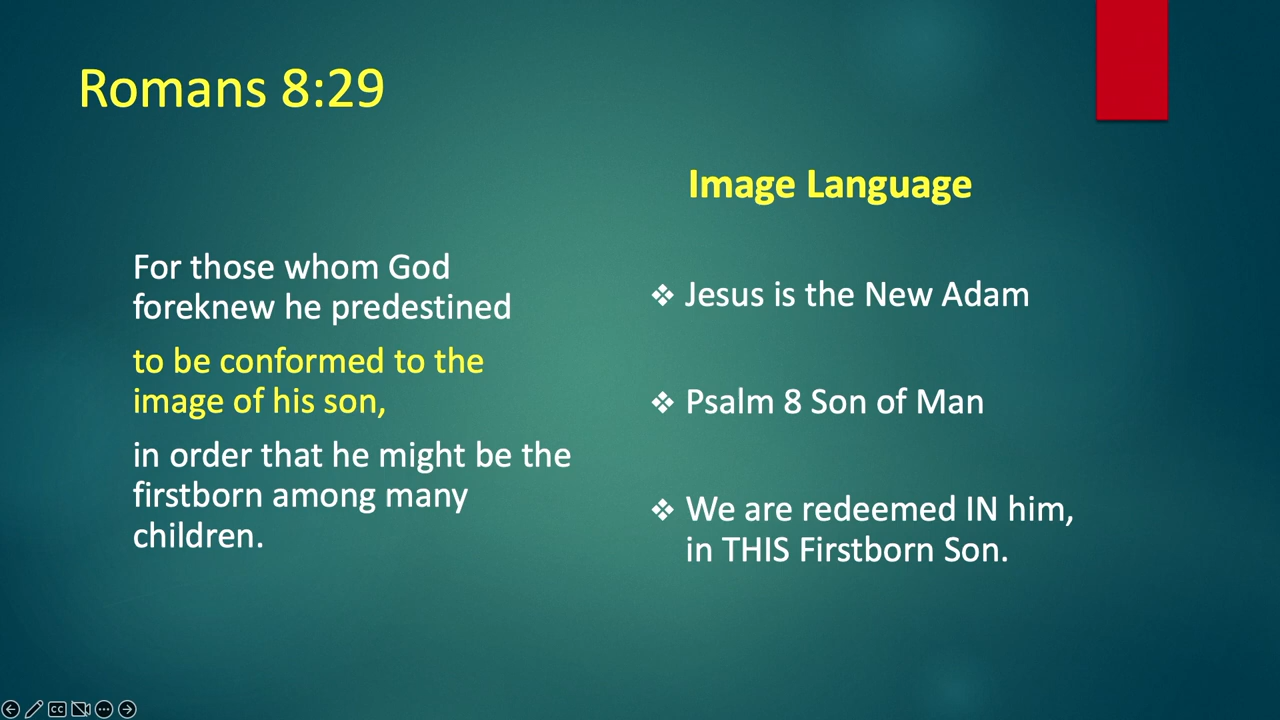 Romans 8:29
For those whom God
foreknew he predestined
to be conformed to the
image of his son,
in order that he might be the
firstborn among many
children.
Image Language
❖ Jesus is the New Adam
❖ Psalm 8 Son of Man
❖ We are redeemed IN him,
in THIS Firstborn Son.
CC